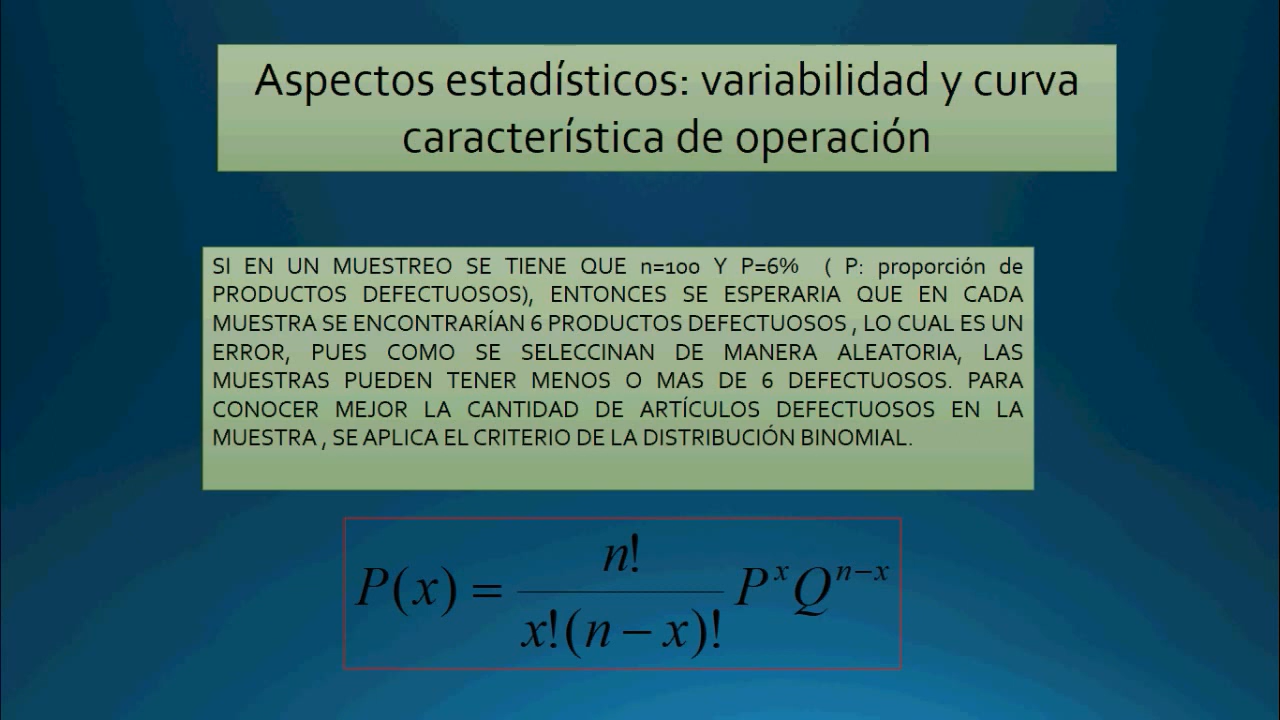 Aspectos estadísticos: variabilidad y curva
característica de operación
SI EN UN MUESTREO SE TIENE QUE n=100 Y P=6% ( P: proporción de
PRODUCTOS DEFECTUOSOS), ENTONCES SE ESPERARIA QUE EN CADA
MUESTRA SE ENCONTRARÍAN 6 PRODUCTOS DEFECTUOSOS , LO CUAL ES UN
ERROR, PUES COMO SE SELECCINAN DE MANERA ALEATORIA, LAS
MUESTRAS PUEDEN TENER MENOS O MAS DE 6 DEFECTUOSOS. PARA
CONOCER MEJOR LA CANTIDAD DE ARTÍCULOS DEFECTUOSOS EN LA
MUESTRA , SE APLICA EL CRITERIO DE LA DISTRIBUCIÓN BINOMIAL.
P(x) = n! / x!(n − x)! P^x Q^(n−x)